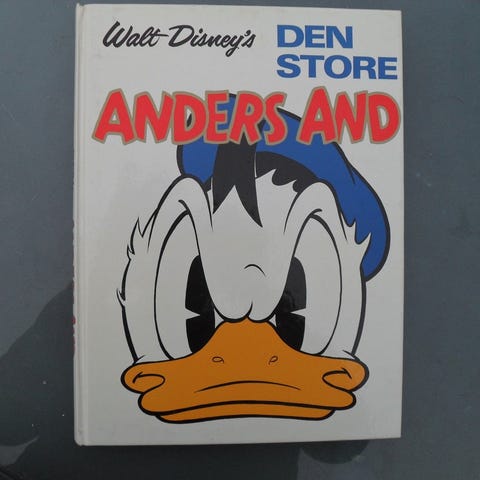 Walt Disney's
DEN
STORE
ANDERS AND